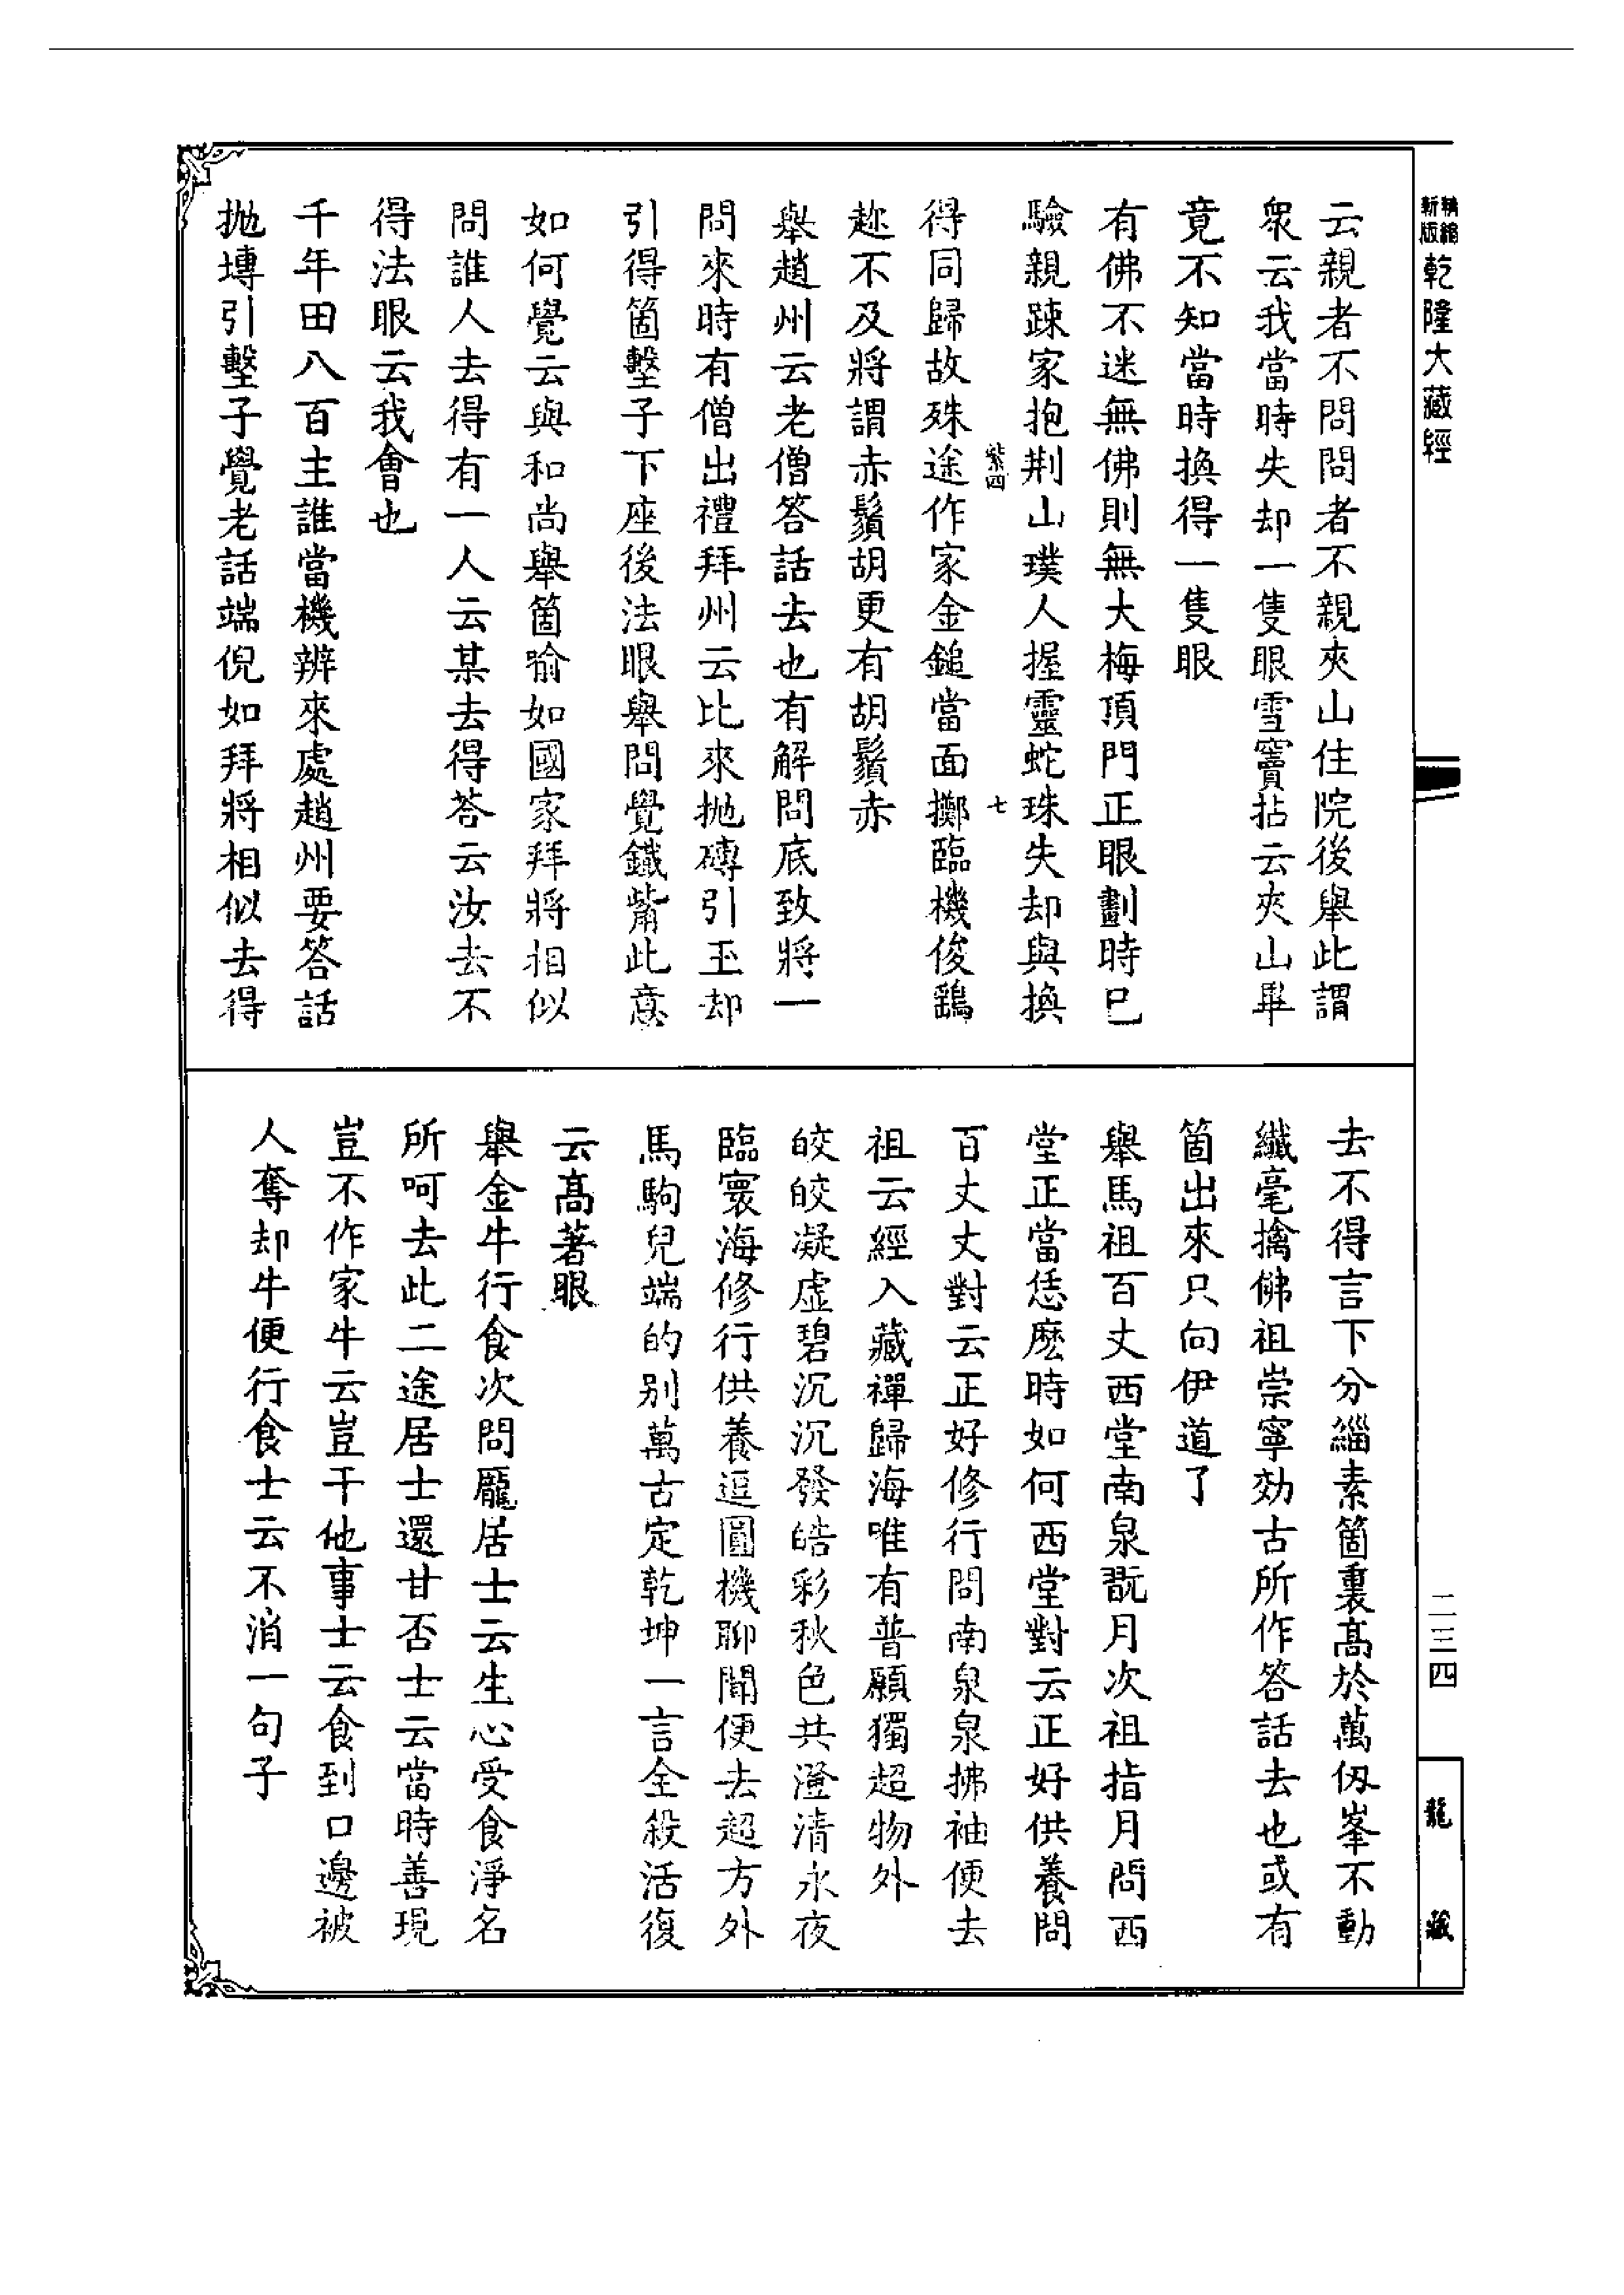 新版
精縮
乾隆大藏經
云親者不問問者不親夾山住院後舉此謂
衆云我當時失却一隻眼雪竇拈云夾山畢
竟不知當時換得一隻眼
有佛不迷無佛則無大梅頂門正眼劃時已
驗親踈家抱荆山璞人握靈蛇珠失却與換
紫四
七
得同歸故殊途作家金鎚當面擲臨機俊鷂
趂不及將謂赤鬚胡更有胡鬚赤
舉趙州云老僧答話去也有解問底致將一
問來時有僧出禮拜州云比來抛磚引玉却
引得箇墼子下座後法眼舉問覺鐵觜此意
如何覺云與和尚舉箇喻如國家拜將相似
問誰人去得有一人云某去得荅云汝去不
得法眼云我會也
千年田八百主誰當機辨來處趙州要答話
抛塼引墼子覺老話端倪如拜將相似去得
去不得言下分緇素箇裏髙於萬仭峯不動
纖毫擒佛祖崇寧効古所作答話去也或有
箇出來只向伊道了
舉馬祖百丈西堂南泉翫月次祖指月問西
堂正當恁麽時如何西堂對云正好供養問
百丈丈對云正好修行問南泉泉拂袖便去
祖云經入藏禪歸海唯有普願獨超物外
皎皎凝虛碧沉沉發皓彩秋色共澄清永夜
臨寰海修行供養逗圓機聊聞便去超方外
馬駒兒端的别萬古定乾坤一言全殺活復
云髙著眼
舉金牛行食次問龐居士云生心受食淨名
所呵去此二途居士還甘否士云當時善現
豈不作家牛云豈干他事士云食到口邊被
人奪却牛便行食士云不消一句子
二三四
龍藏